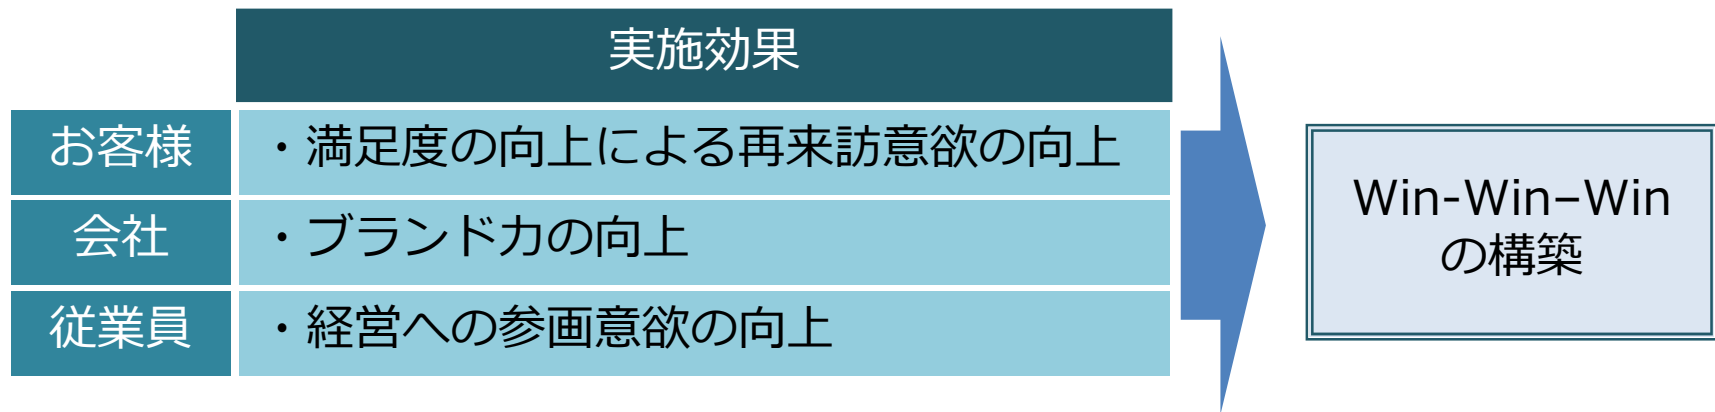 実施効果
お客様
・満足度の向上による再来訪意欲の向上
会社
・ブランド力の向上
従業員
・経営への参画意欲の向上
Win-Win–Win
の構築